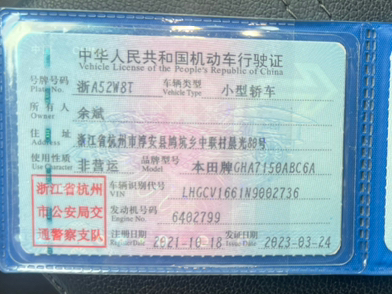 中华人民共和国机动车行驶证
Vehicle License of the People's Republic of China
号牌号码 浙A52W8T 车辆类型 小型轿车
Plate No. Vehicle Type
所有人 余斌
Owner
住址 浙江省杭州市淳安县鸠坑乡中联村晨光88号
Address
使用性质 非营运 品牌型号 本田牌GHA7150ABC6A
Use Character Model
浙江省杭州
市公安局交
通警察支队
车辆识别代号 LHGCV1661N9002736
VIN
发动机号码 6402799
Engine No.
注册日期 2021-10-18 发证日期 2023-03-24
Register Date Issue Date